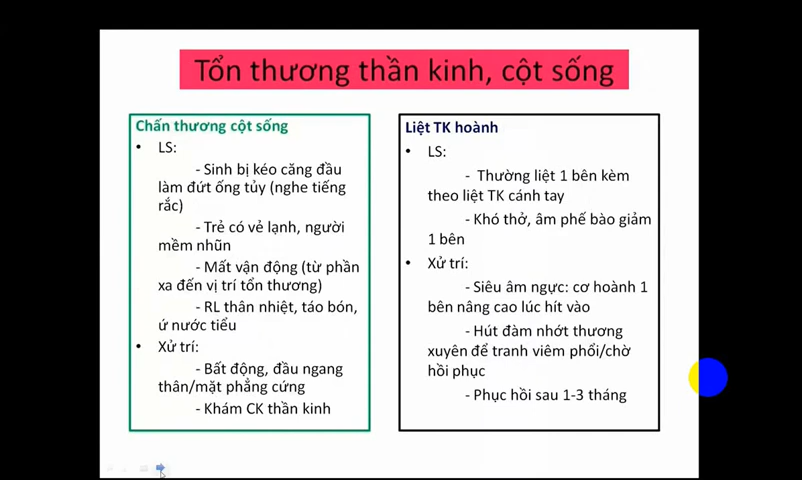 Tổn thương thần kinh, cột sống
Chấn thương cột sống
• LS:
- Sinh bị kéo căng đầu
làm đứt ống tủy (nghe tiếng
rắc)
- Trẻ có vẻ lạnh, người
mềm nhũn
- Mất vận động (từ phần
xa đến vị trí tổn thương)
- RL thân nhiệt, táo bón,
ứ nước tiểu
• Xử trí:
- Bất động, đầu ngang
thân/mặt phẳng cứng
- Khám CK thần kinh
Liệt TK hoành
• LS:
- Thường liệt 1 bên kèm
theo liệt TK cánh tay
- Khó thở, âm phế bào giảm
1 bên
• Xử trí:
- Siêu âm ngực: cơ hoành 1
bên nâng cao lúc hít vào
- Hút đàm nhớt thương
xuyên để tranh viêm phổi/chờ
hồi phục
- Phục hồi sau 1-3 tháng